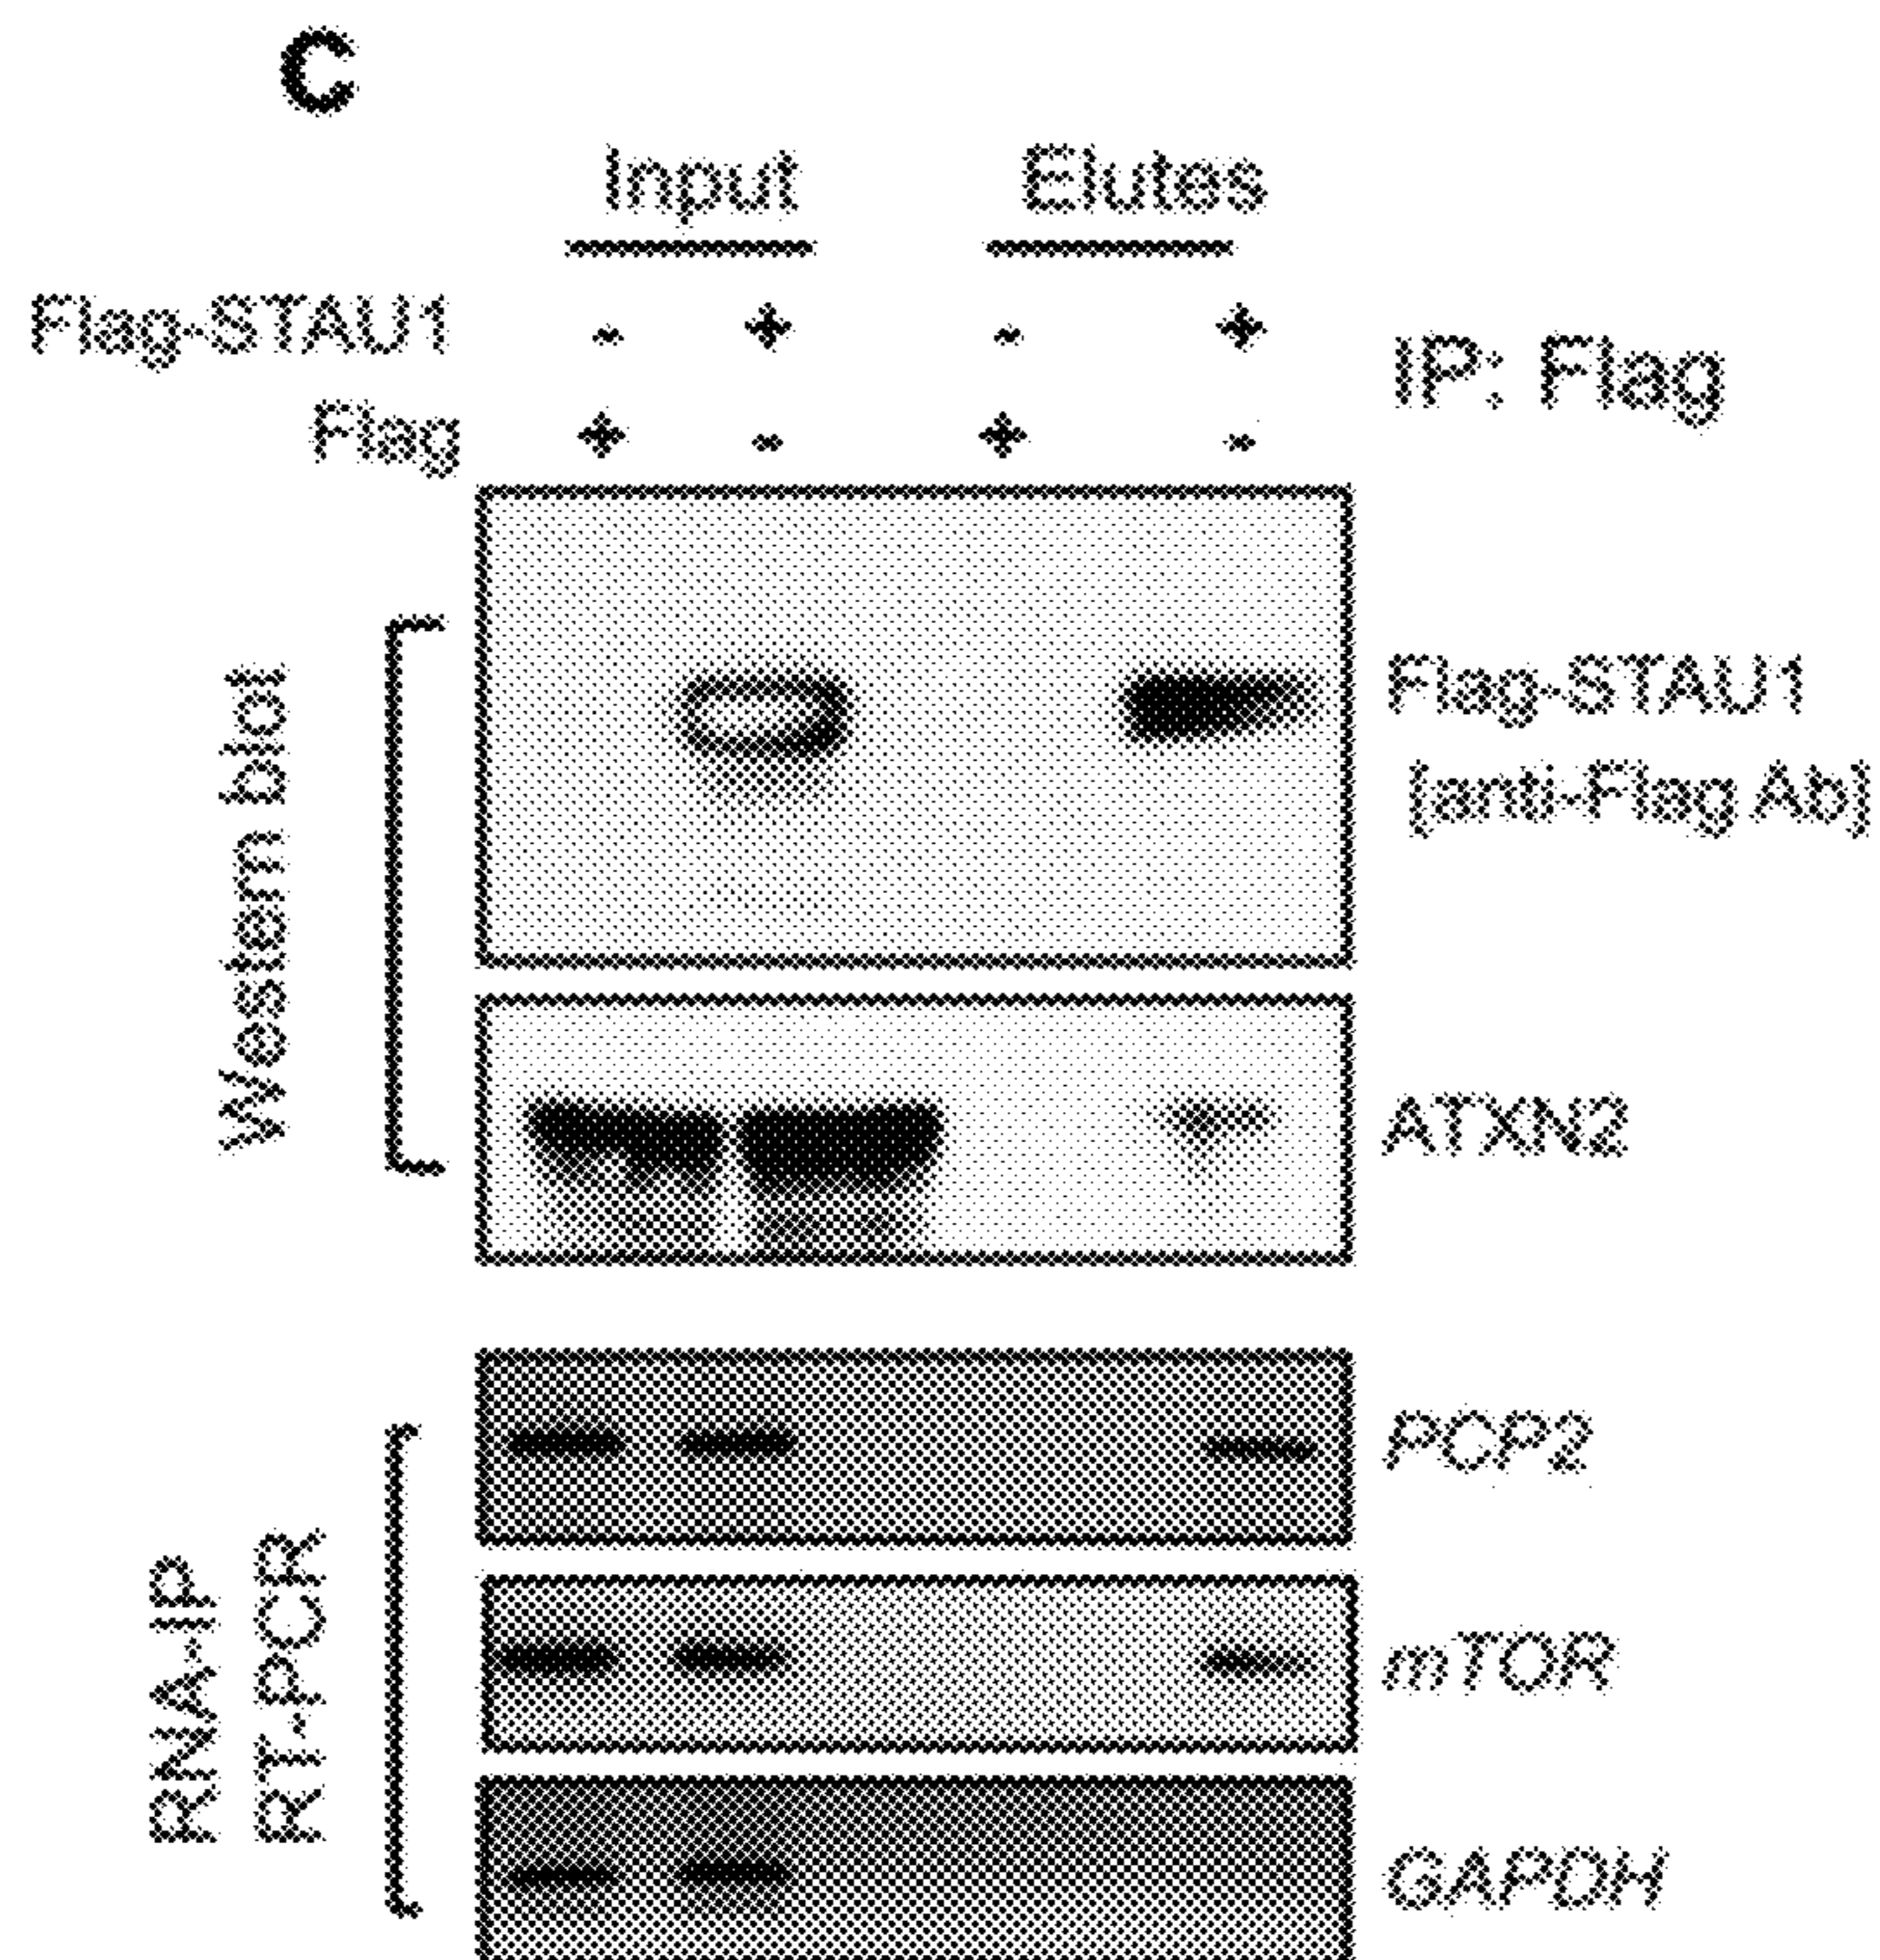 C
Input Elutes
Flag-STAU1 - + - +
IP: Flag
Flag + - + -
Western blot
Flag-STAU1
[anti-Flag Ab]
ATXN2
RNA-IP
RT-PCR
PCP2
mTOR
GAPDH